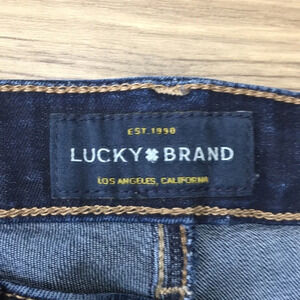 EST. 1990
LUCKY BRAND
LOS ANGELES, CALIFORNIA